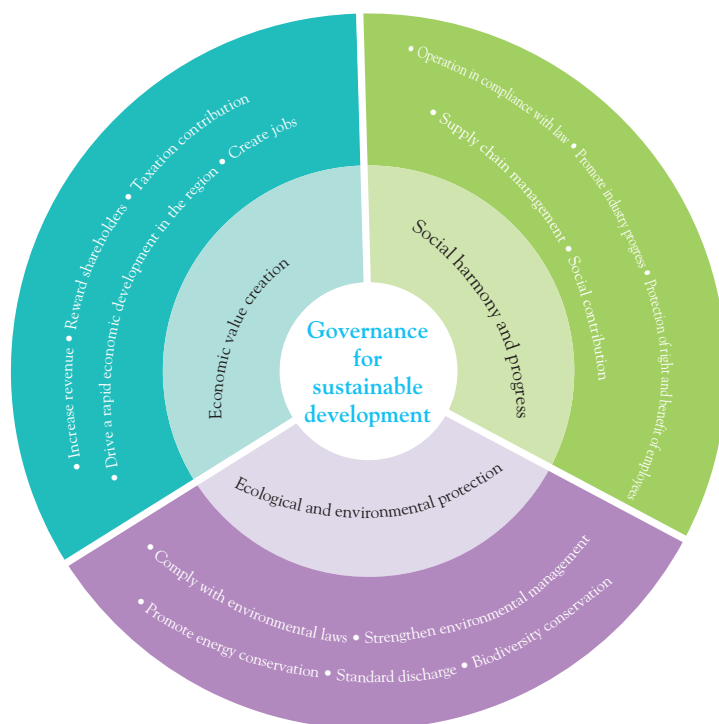 Governance
for
sustainable
development
Economic value creation
• Increase revenue • Reward shareholders • Taxation contribution
• Drive a rapid economic development in the region • Create jobs
Social harmony and progress
• Operation in compliance with law • Promote industry progress • Protection of right and benefit of employees
• Supply chain management • Social contribution
Ecological and environmental protection
• Comply with environmental laws • Strengthen environmental management
• Promote energy conservation • Standard discharge • Biodiversity conservation